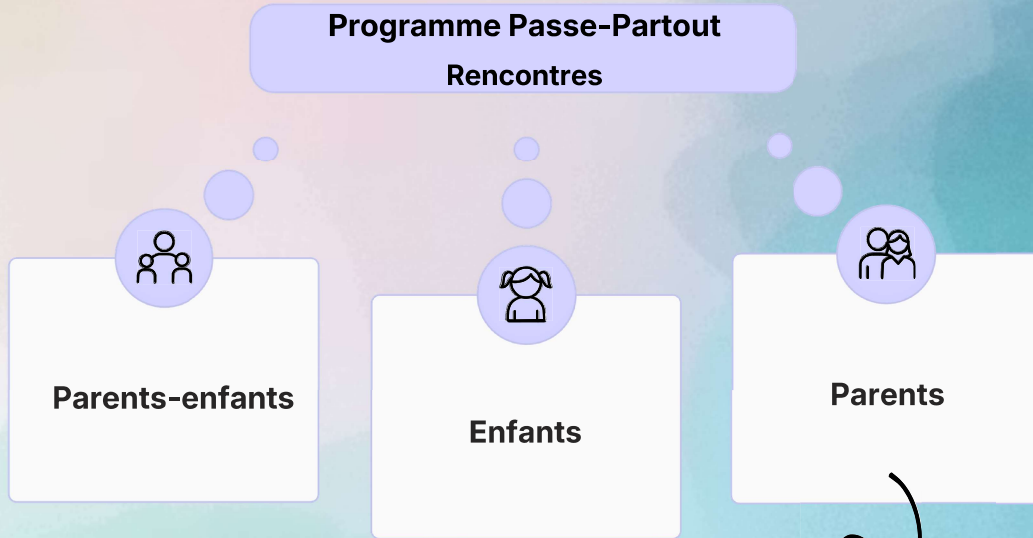 Programme Passe-Partout
Rencontres
Parents-enfants
Enfants
Parents